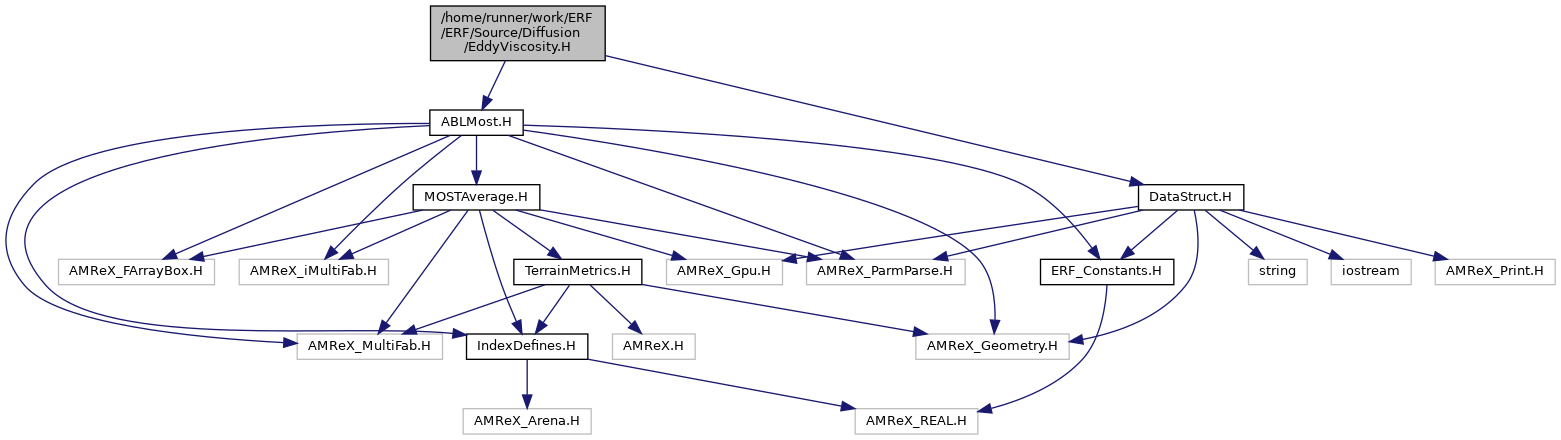 /home/runner/work/ERF
/ERF/Source/Diffusion
/EddyViscosity.H
ABLMost.H
MOSTAverage.H
DataStruct.H
AMReX_FArrayBox.H
AMReX_iMultiFab.H
TerrainMetrics.H
AMReX_Gpu.H
AMReX_ParmParse.H
ERF_Constants.H
string
iostream
AMReX_Print.H
AMReX_MultiFab.H
IndexDefines.H
AMReX.H
AMReX_Geometry.H
AMReX_Arena.H
AMReX_REAL.H